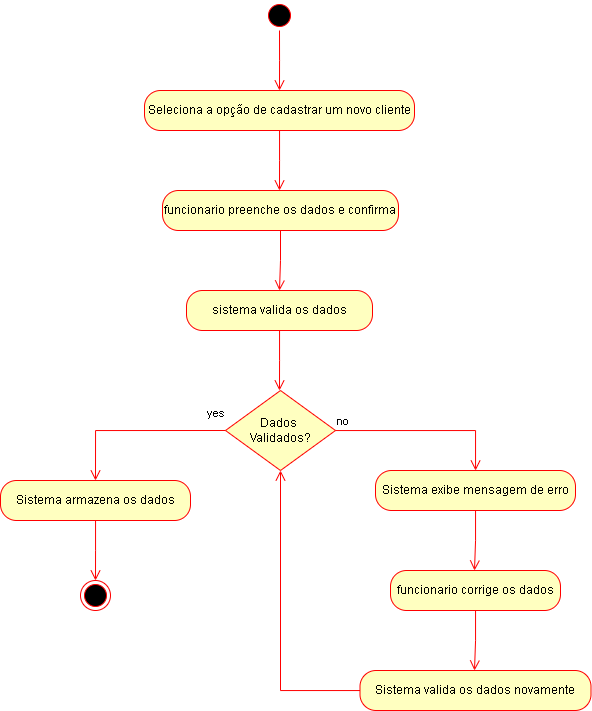 Seleciona a opção de cadastrar um novo cliente
funcionario preenche os dados e confirma
sistema valida os dados
Dados
Validados?
yes
no
Sistema armazena os dados
Sistema exibe mensagem de erro
funcionario corrige os dados
Sistema valida os dados novamente